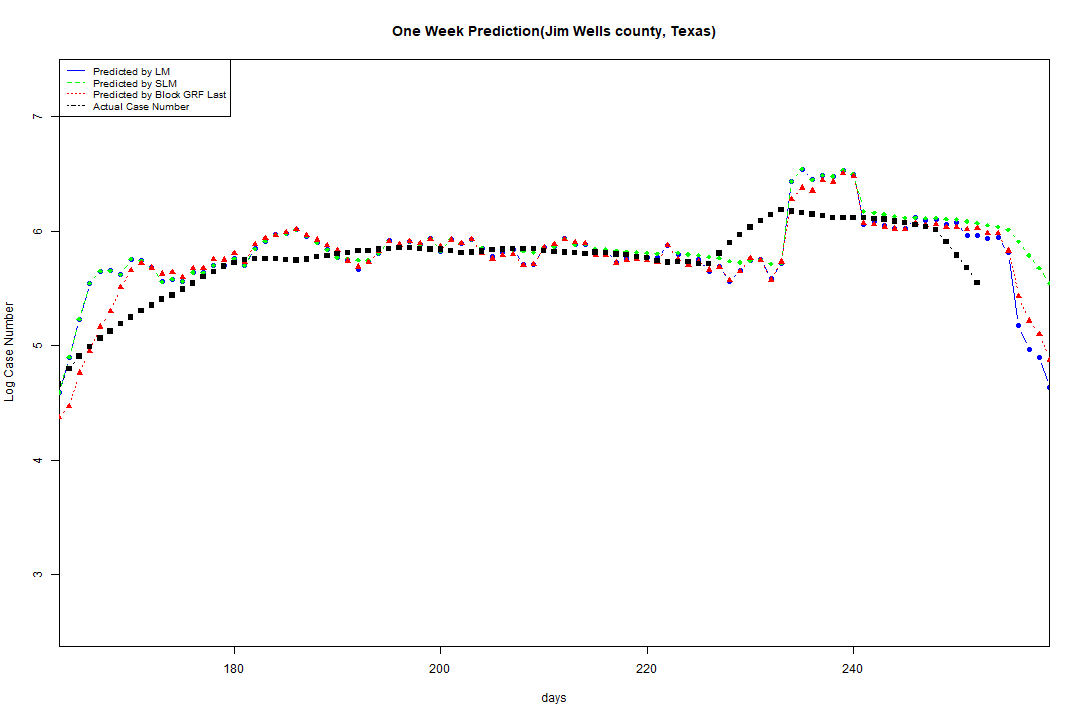 One Week Prediction(Jim Wells county, Texas)
Predicted by LM
Predicted by SLM
Predicted by Block GRF Last
Actual Case Number
7
6
5
4
3
Log Case Number
180
200
220
240
days